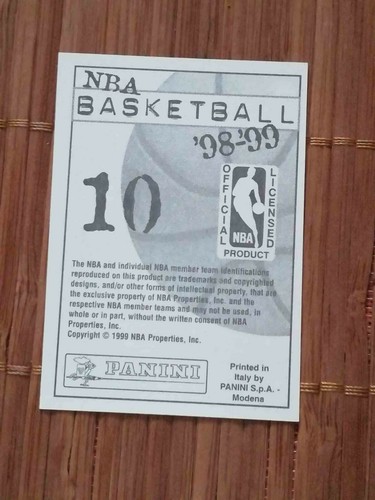 NBA
BASKETBALL
'98-'99
10
OFFICIAL
LICENSED
NBA
PRODUCT
The NBA and individual NBA member team identifications
reproduced on this product are trademarks and copyrighted
designs, and/or other forms of intellectual property, that are
the exclusive property of NBA Properties, Inc. and the
respective NBA member teams and may not be used, in
whole or in part, without the written consent of NBA
Properties, Inc.
Copyright © 1999 NBA Properties, Inc.
PANINI
Printed in
Italy by
PANINI S.p.A. -
Modena